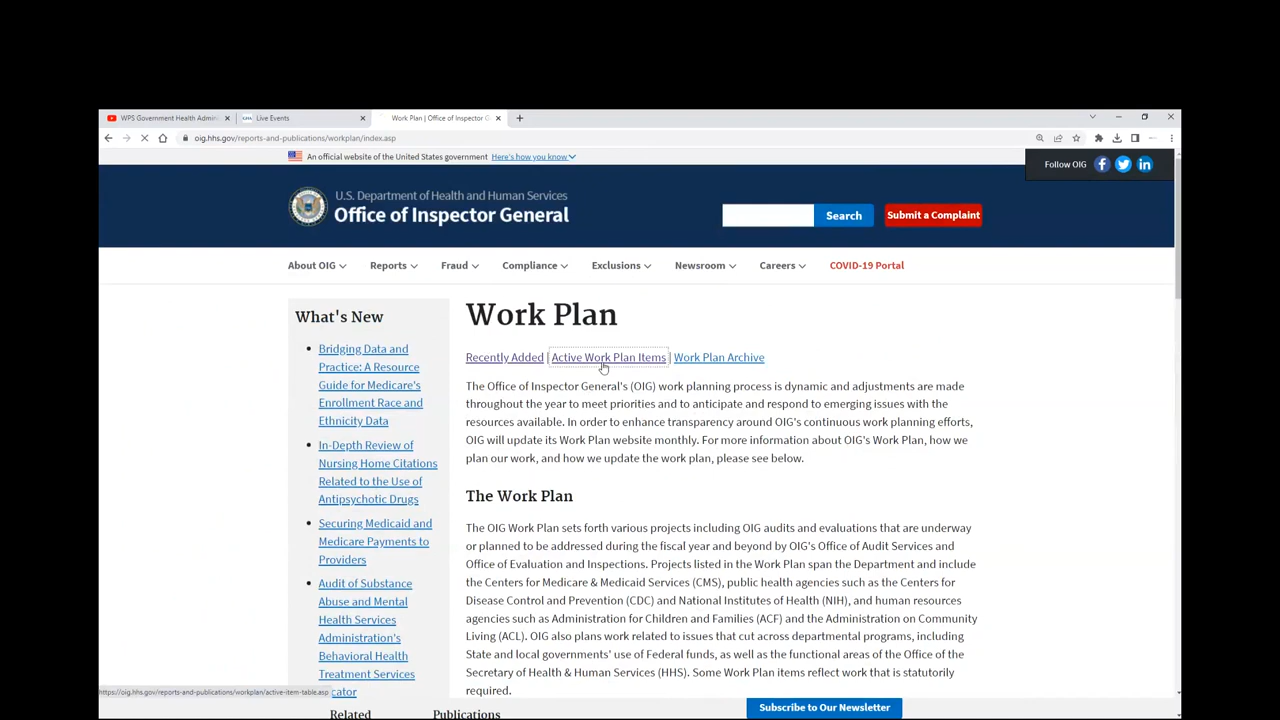 WPS Government Health Admin
Live Events
Work Plan | Office of Inspector G
oig.hhs.gov/reports-and-publications/workplan/index.asp
An official website of the United States government Here's how you know
Follow OIG
U.S. Department of Health and Human Services
Office of Inspector General
Search
Submit a Complaint
About OIG
Reports
Fraud
Compliance
Exclusions
Newsroom
Careers
COVID-19 Portal
What's New
Bridging Data and
Practice: A Resource
Guide for Medicare's
Enrollment Race and
Ethnicity Data
In-Depth Review of
Nursing Home Citations
Related to the Use of
Antipsychotic Drugs
Securing Medicaid and
Medicare Payments to
Providers
Audit of Substance
Abuse and Mental
Health Services
Administration's
Behavioral Health
Treatment Services
cator
Work Plan
Recently Added | Active Work Plan Items | Work Plan Archive
The Office of Inspector General's (OIG) work planning process is dynamic and adjustments are made
throughout the year to meet priorities and to anticipate and respond to emerging issues with the
resources available. In order to enhance transparency around OIG's continuous work planning efforts,
OIG will update its Work Plan website monthly. For more information about OIG's Work Plan, how we
plan our work, and how we update the work plan, please see below.
The Work Plan
The OIG Work Plan sets forth various projects including OIG audits and evaluations that are underway
or planned to be addressed during the fiscal year and beyond by OIG's Office of Audit Services and
Office of Evaluation and Inspections. Projects listed in the Work Plan span the Department and include
the Centers for Medicare & Medicaid Services (CMS), public health agencies such as the Centers for
Disease Control and Prevention (CDC) and National Institutes of Health (NIH), and human resources
agencies such as Administration for Children and Families (ACF) and the Administration on Community
Living (ACL). OIG also plans work related to issues that cut across departmental programs, including
State and local governments' use of Federal funds, as well as the functional areas of the Office of the
Secretary of Health & Human Services (HHS). Some Work Plan items reflect work that is statutorily
required.
https://oig.hhs.gov/reports-and-publications/workplan/active-item-table.asp
Related
Publications
Subscribe to Our Newsletter